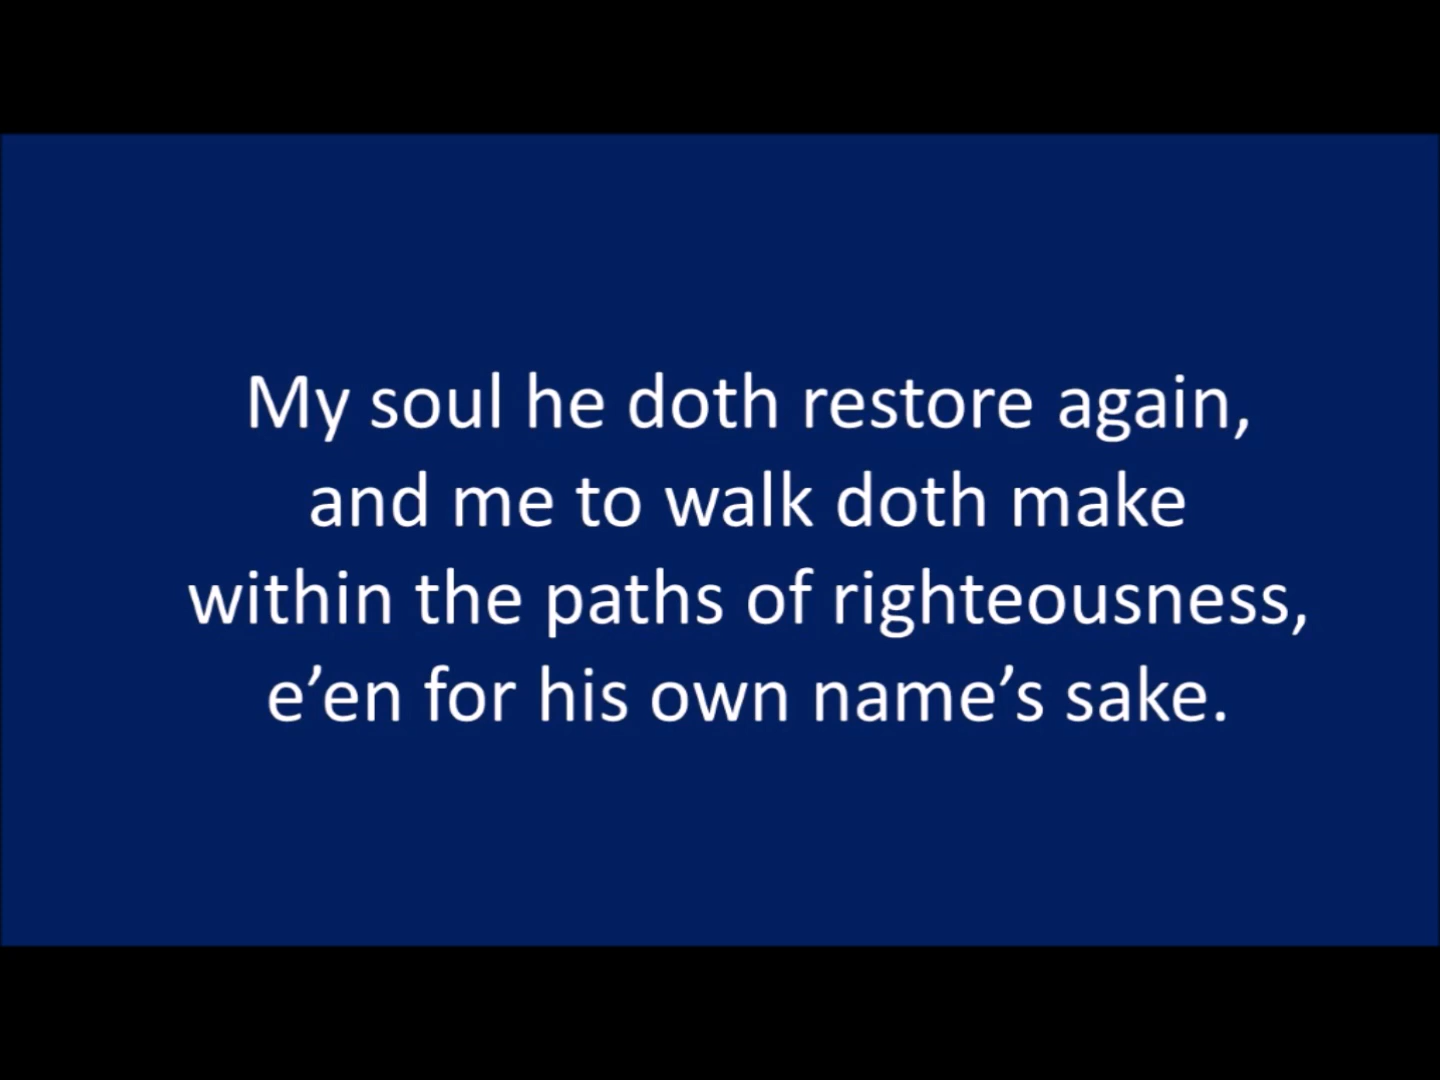 My soul he doth restore again,
and me to walk doth make
within the paths of righteousness,
e’en for his own name’s sake.